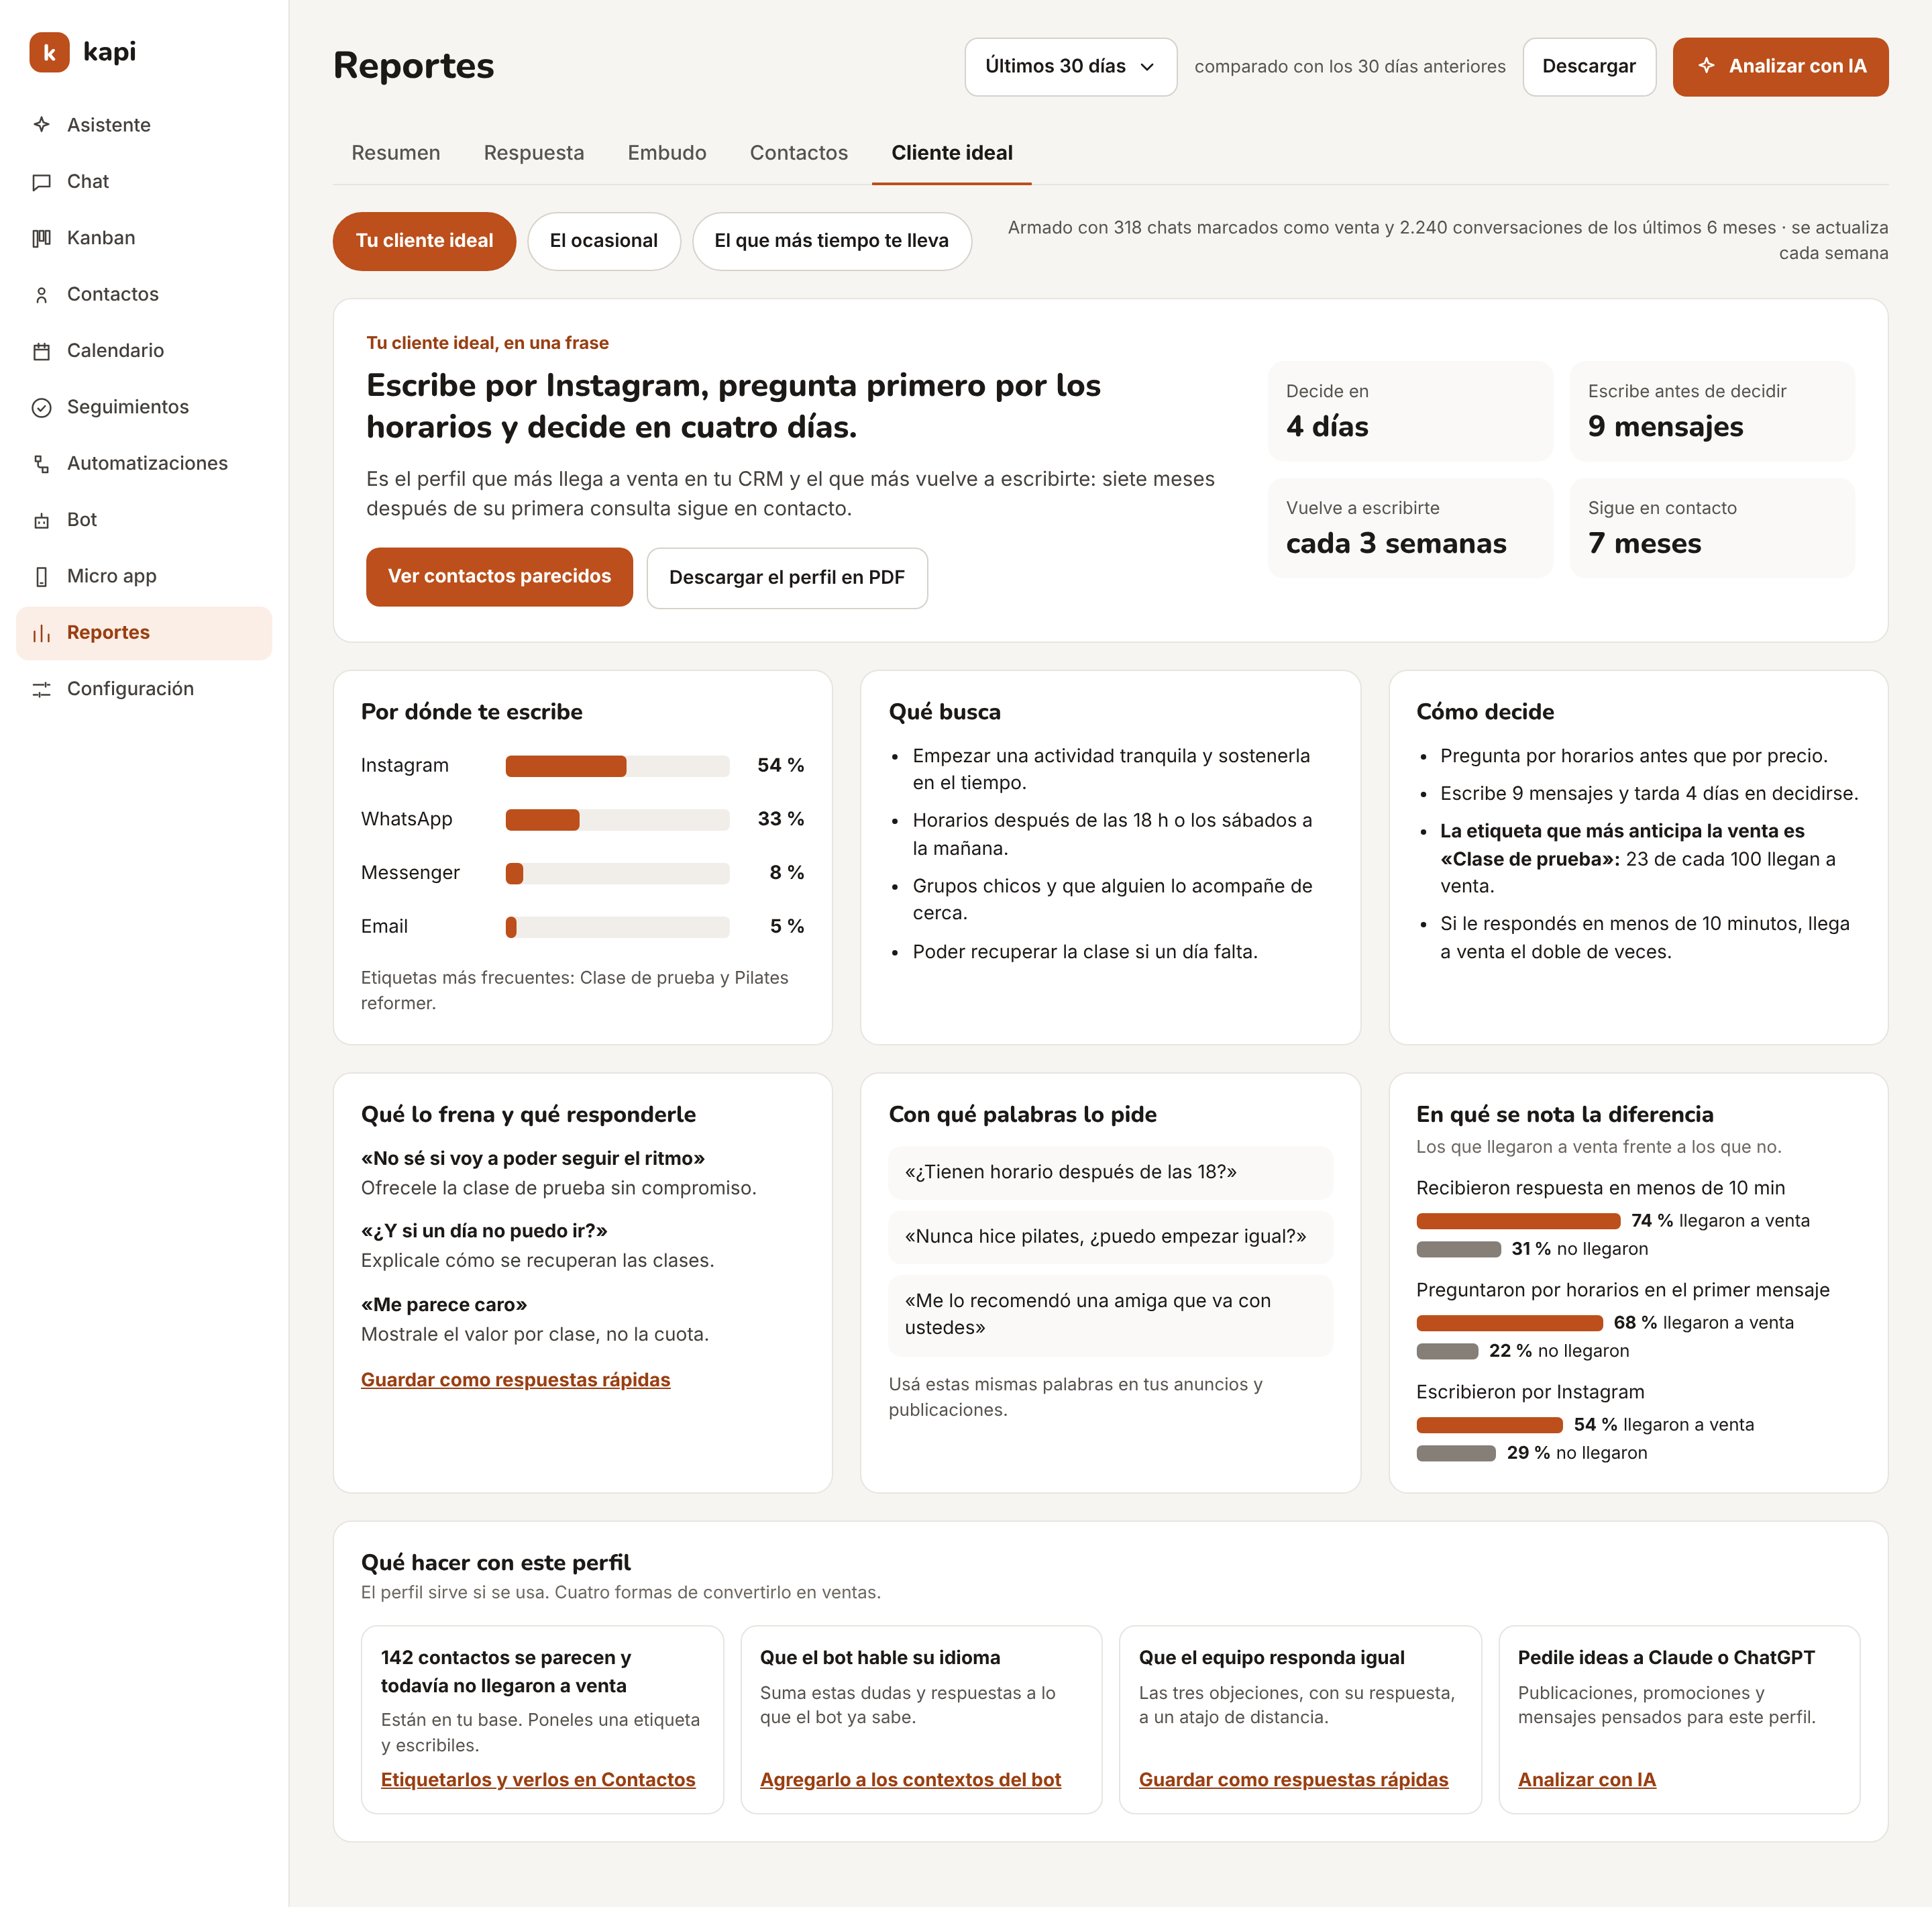 k kapi
Asistente
Chat
Kanban
Contactos
Calendario
Seguimientos
Automatizaciones
Bot
Micro app
Reportes
Configuración
Reportes
Últimos 30 días
comparado con los 30 días anteriores
Descargar
Analizar con IA
Resumen
Respuesta
Embudo
Contactos
Cliente ideal
Tu cliente ideal
El ocasional
El que más tiempo te lleva
Armado con 318 chats marcados como venta y 2.240 conversaciones de los últimos 6 meses · se actualiza
cada semana
Tu cliente ideal, en una frase
Escribe por Instagram, pregunta primero por los
horarios y decide en cuatro días.
Es el perfil que más llega a venta en tu CRM y el que más vuelve a escribirte: siete meses
después de su primera consulta sigue en contacto.
Ver contactos parecidos
Descargar el perfil en PDF
Decide en
4 días
Escribe antes de decidir
9 mensajes
Vuelve a escribirte
cada 3 semanas
Sigue en contacto
7 meses
Por dónde te escribe
Instagram 54 %
WhatsApp 33 %
Messenger 8 %
Email 5 %
Etiquetas más frecuentes: Clase de prueba y Pilates
reformer.
Qué busca
• Empezar una actividad tranquila y sostenerla
en el tiempo.
• Horarios después de las 18 h o los sábados a
la mañana.
• Grupos chicos y que alguien lo acompañe de
cerca.
• Poder recuperar la clase si un día falta.
Cómo decide
• Pregunta por horarios antes que por precio.
• Escribe 9 mensajes y tarda 4 días en decidirse.
• La etiqueta que más anticipa la venta es
«Clase de prueba»: 23 de cada 100 llegan a
venta.
• Si le respondés en menos de 10 minutos, llega
a venta el doble de veces.
Qué lo frena y qué responderle
«No sé si voy a poder seguir el ritmo»
Ofrecele la clase de prueba sin compromiso.
«¿Y si un día no puedo ir?»
Explicale cómo se recuperan las clases.
«Me parece caro»
Mostrale el valor por clase, no la cuota.
Guardar como respuestas rápidas
Con qué palabras lo pide
«¿Tienen horario después de las 18?»
«Nunca hice pilates, ¿puedo empezar igual?»
«Me lo recomendó una amiga que va con
ustedes»
Usá estas mismas palabras en tus anuncios y
publicaciones.
En qué se nota la diferencia
Los que llegaron a venta frente a los que no.
Recibieron respuesta en menos de 10 min
74 % llegaron a venta
31 % no llegaron
Preguntaron por horarios en el primer mensaje
68 % llegaron a venta
22 % no llegaron
Escribieron por Instagram
54 % llegaron a venta
29 % no llegaron
Qué hacer con este perfil
El perfil sirve si se usa. Cuatro formas de convertirlo en ventas.
142 contactos se parecen y
todavía no llegaron a venta
Están en tu base. Poneles una etiqueta
y escribiles.
Etiquetarlos y verlos en Contactos
Que el bot hable su idioma
Suma estas dudas y respuestas a lo
que el bot ya sabe.
Agregarlo a los contextos del bot
Que el equipo responda igual
Las tres objeciones, con su respuesta,
a un atajo de distancia.
Guardar como respuestas rápidas
Pedile ideas a Claude o ChatGPT
Publicaciones, promociones y
mensajes pensados para este perfil.
Analizar con IA